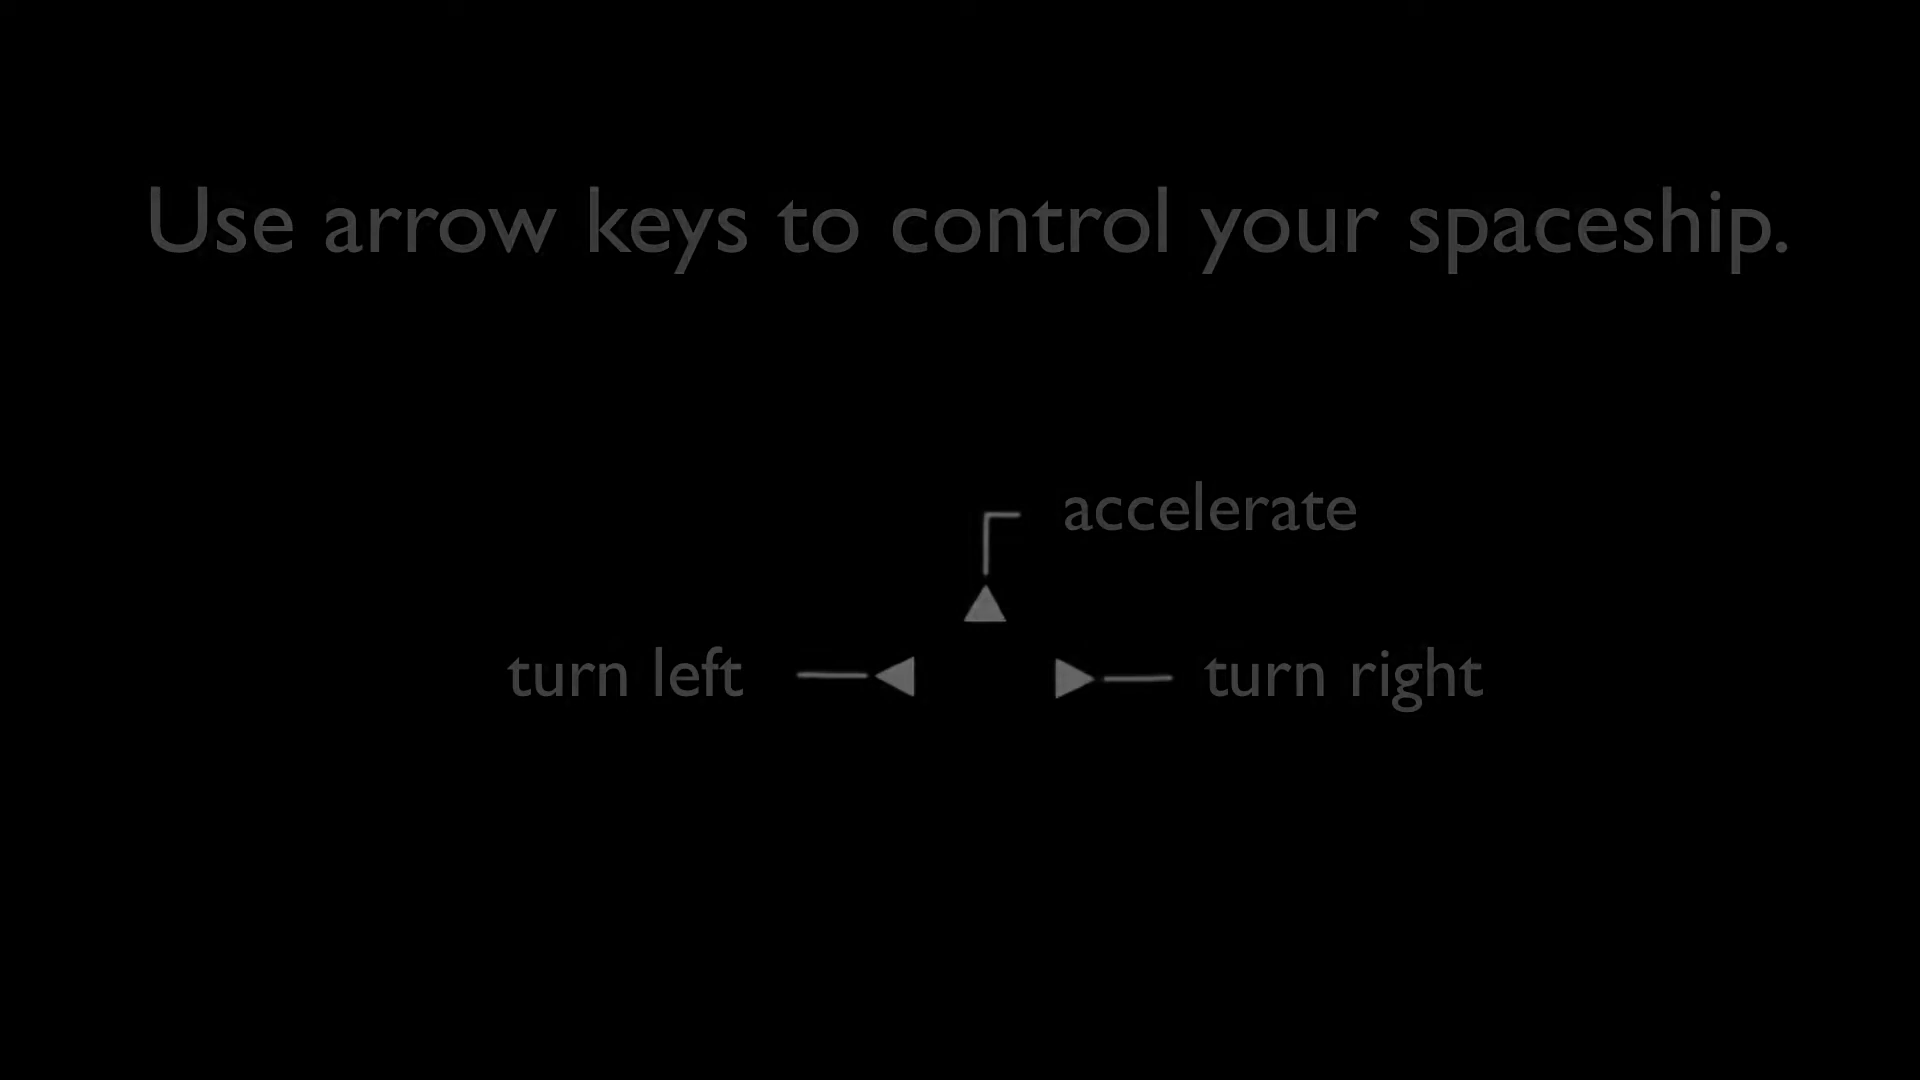 Use arrow keys to control your spaceship.
accelerate
turn left
turn right